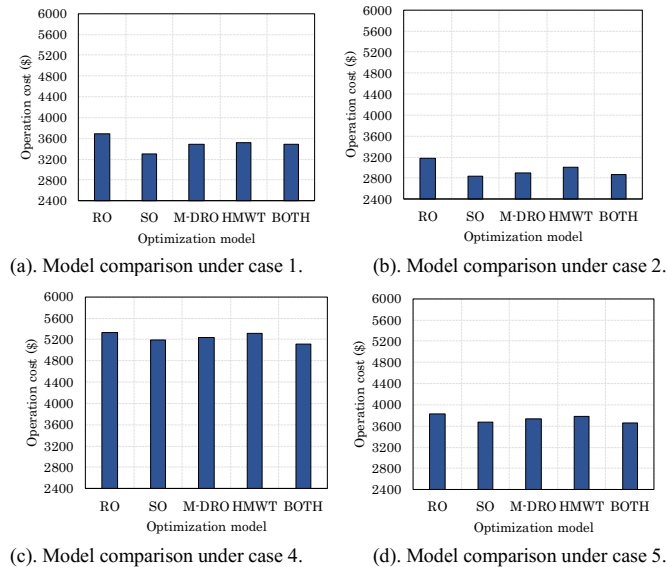 6000
5600
5200
4800
4400
4000
3600
3200
2800
2400
Operation cost ($)
RO SO M-DRO HMWT BOTH
Optimization model
(a). Model comparison under case 1.
6000
5600
5200
4800
4400
4000
3600
3200
2800
2400
Operation cost ($)
RO SO M-DRO HMWT BOTH
Optimization model
(b). Model comparison under case 2.
6000
5600
5200
4800
4400
4000
3600
3200
2800
2400
Operation cost ($)
RO SO M-DRO HMWT BOTH
Optimization model
(c). Model comparison under case 4.
6000
5600
5200
4800
4400
4000
3600
3200
2800
2400
Operation cost ($)
RO SO M-DRO HMWT BOTH
Optimization model
(d). Model comparison under case 5.